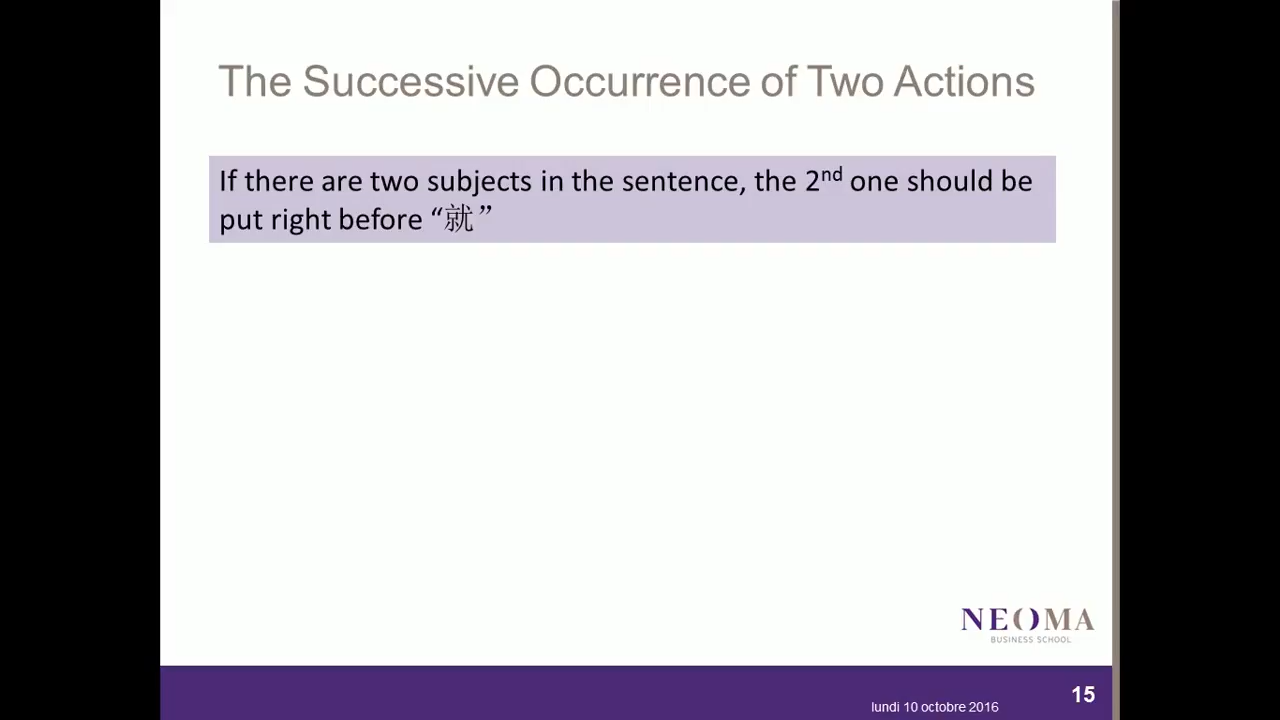 The Successive Occurrence of Two Actions
If there are two subjects in the sentence, the 2nd one should be
put right before “就”
NEOMA
BUSINESS SCHOOL
15
lundi 10 octobre 2016